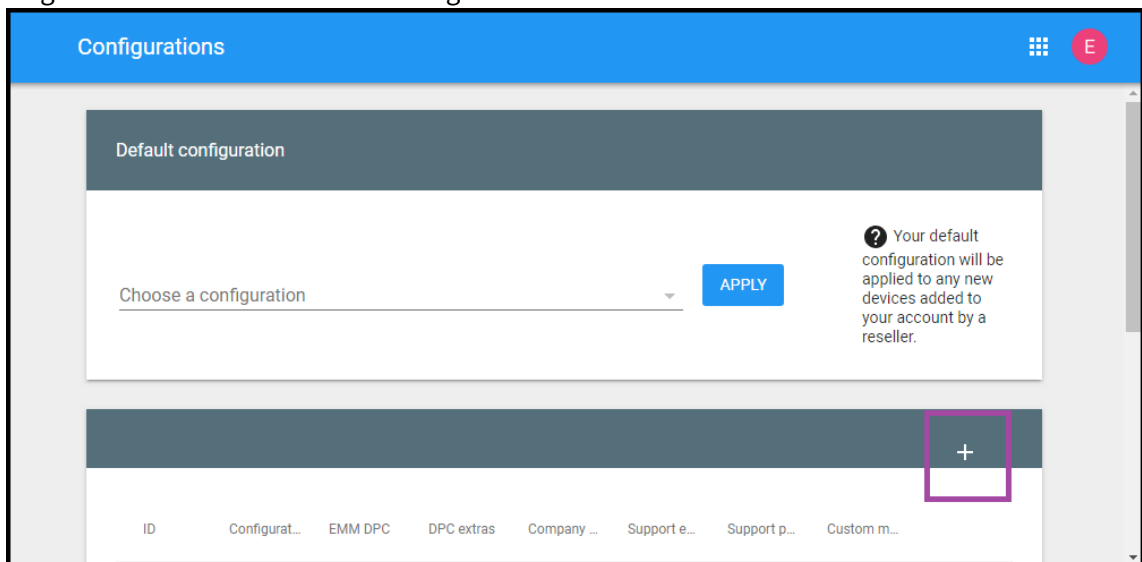 Configurations
E
Default configuration
Choose a configuration
APPLY
? Your default
configuration will be
applied to any new
devices added to
your account by a
reseller.
+
ID Configurat... EMM DPC DPC extras Company ... Support e... Support p... Custom m...